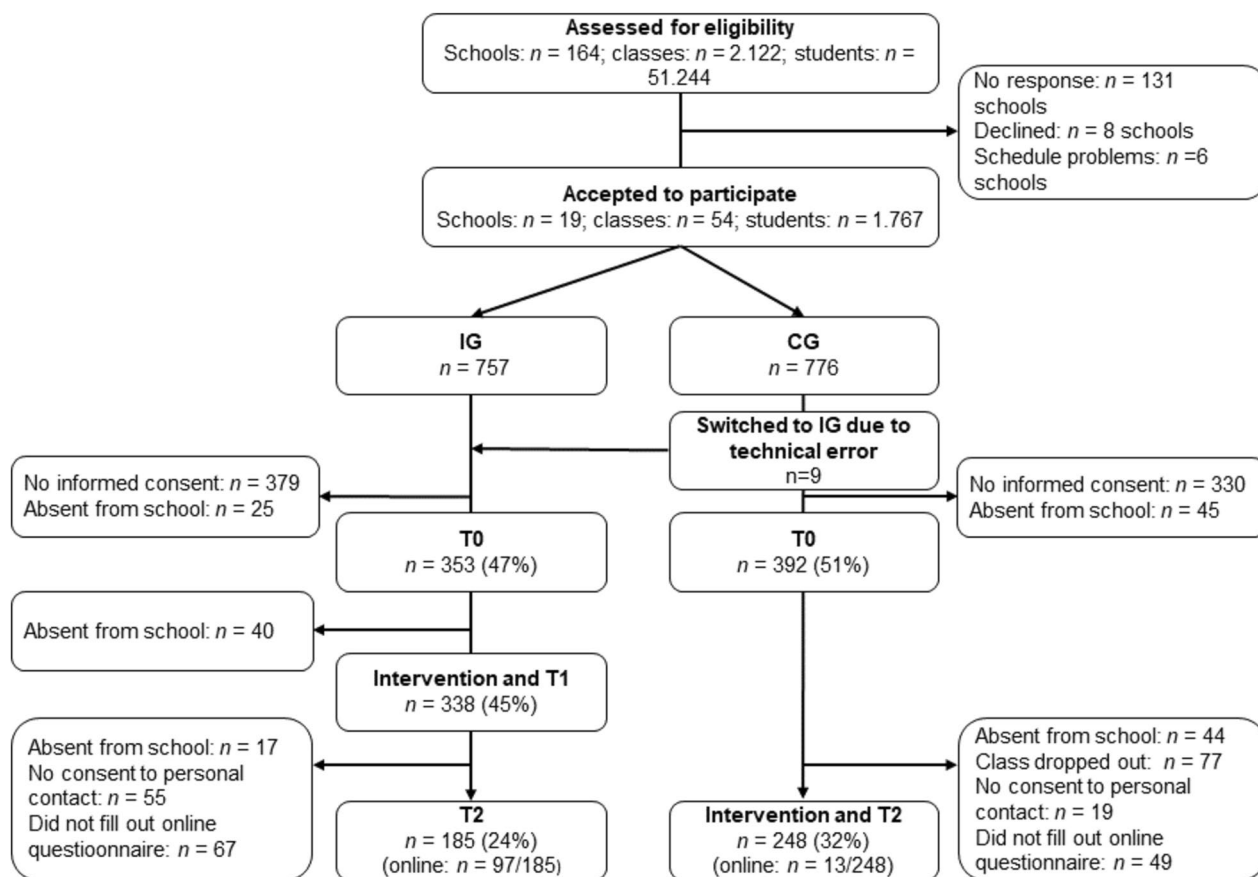 Assessed for eligibility
Schools: n = 164; classes: n = 2.122; students: n =
51.244
No response: n = 131
schools
Declined: n = 8 schools
Schedule problems: n =6
schools
Accepted to participate
Schools: n = 19; classes: n = 54; students: n = 1.767
IG
n = 757
CG
n = 776
Switched to IG due to
technical error
n=9
No informed consent: n = 379
Absent from school: n = 25
No informed consent: n = 330
Absent from school: n = 45
T0
n = 353 (47%)
T0
n = 392 (51%)
Absent from school: n = 40
Intervention and T1
n = 338 (45%)
Absent from school: n = 17
No consent to personal
contact: n = 55
Did not fill out online
questioonnaire: n = 67
Absent from school: n = 44
Class dropped out:  n = 77
No consent to personal
contact: n = 19
Did not fill out online
questionnaire: n = 49
T2
n = 185 (24%)
(online: n = 97/185)
Intervention and T2
n = 248 (32%)
(online: n = 13/248)